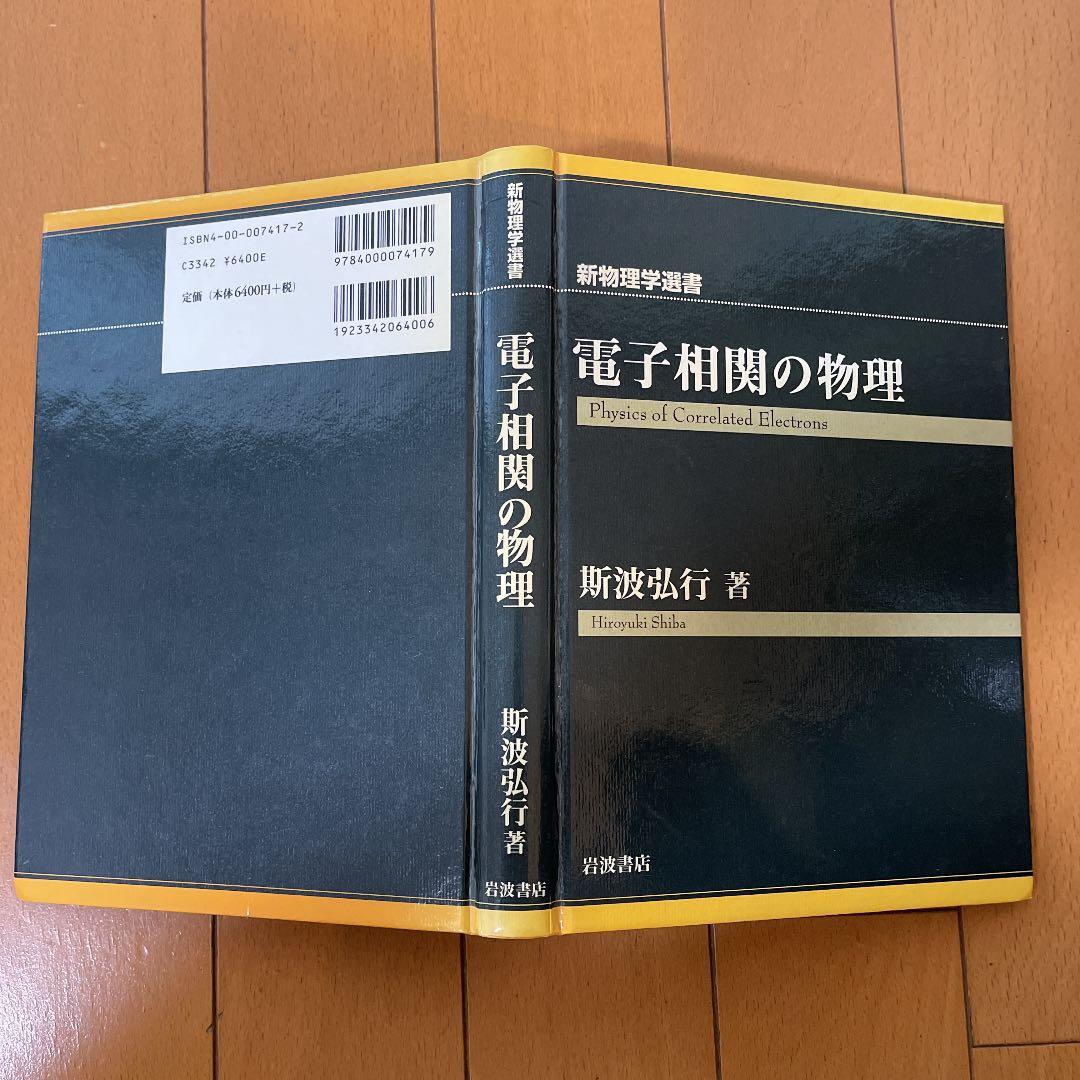 ISBN4-00-007417-2
C3342 ¥6400E
定価（本体6400円+税）
9784000074179
1923342064006
新物理学選書
電子相関の物理
斯波弘行著
岩波書店
新物理学選書
電子相関の物理
Physics of Correlated Electrons
斯波弘行 著
Hiroyuki Shiba
岩波書店